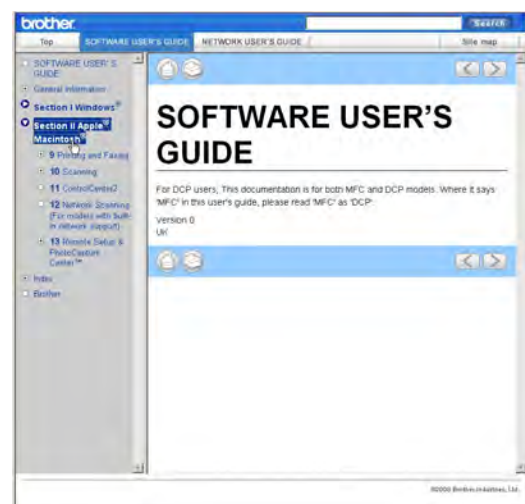 brother
Search
Top
SOFTWARE USER'S GUIDE
NETWORK USER'S GUIDE
Site map
SOFTWARE USER'S
GUIDE
General Information
Section I Windows®
Section II Apple®
Macintosh®
9 Printing and Faxing
10 Scanning
11 ControlCenter2
12 Network Scanning
(For models with built-
in network support)
13 Remote Setup &
PhotoCapture
Center™
Index
Brother
SOFTWARE USER'S
GUIDE
For DCP users, This documentation is for both MFC and DCP models. Where it says
'MFC' in this user's guide, please read 'MFC' as 'DCP'.
Version 0
UK
Brother Industries, Ltd.